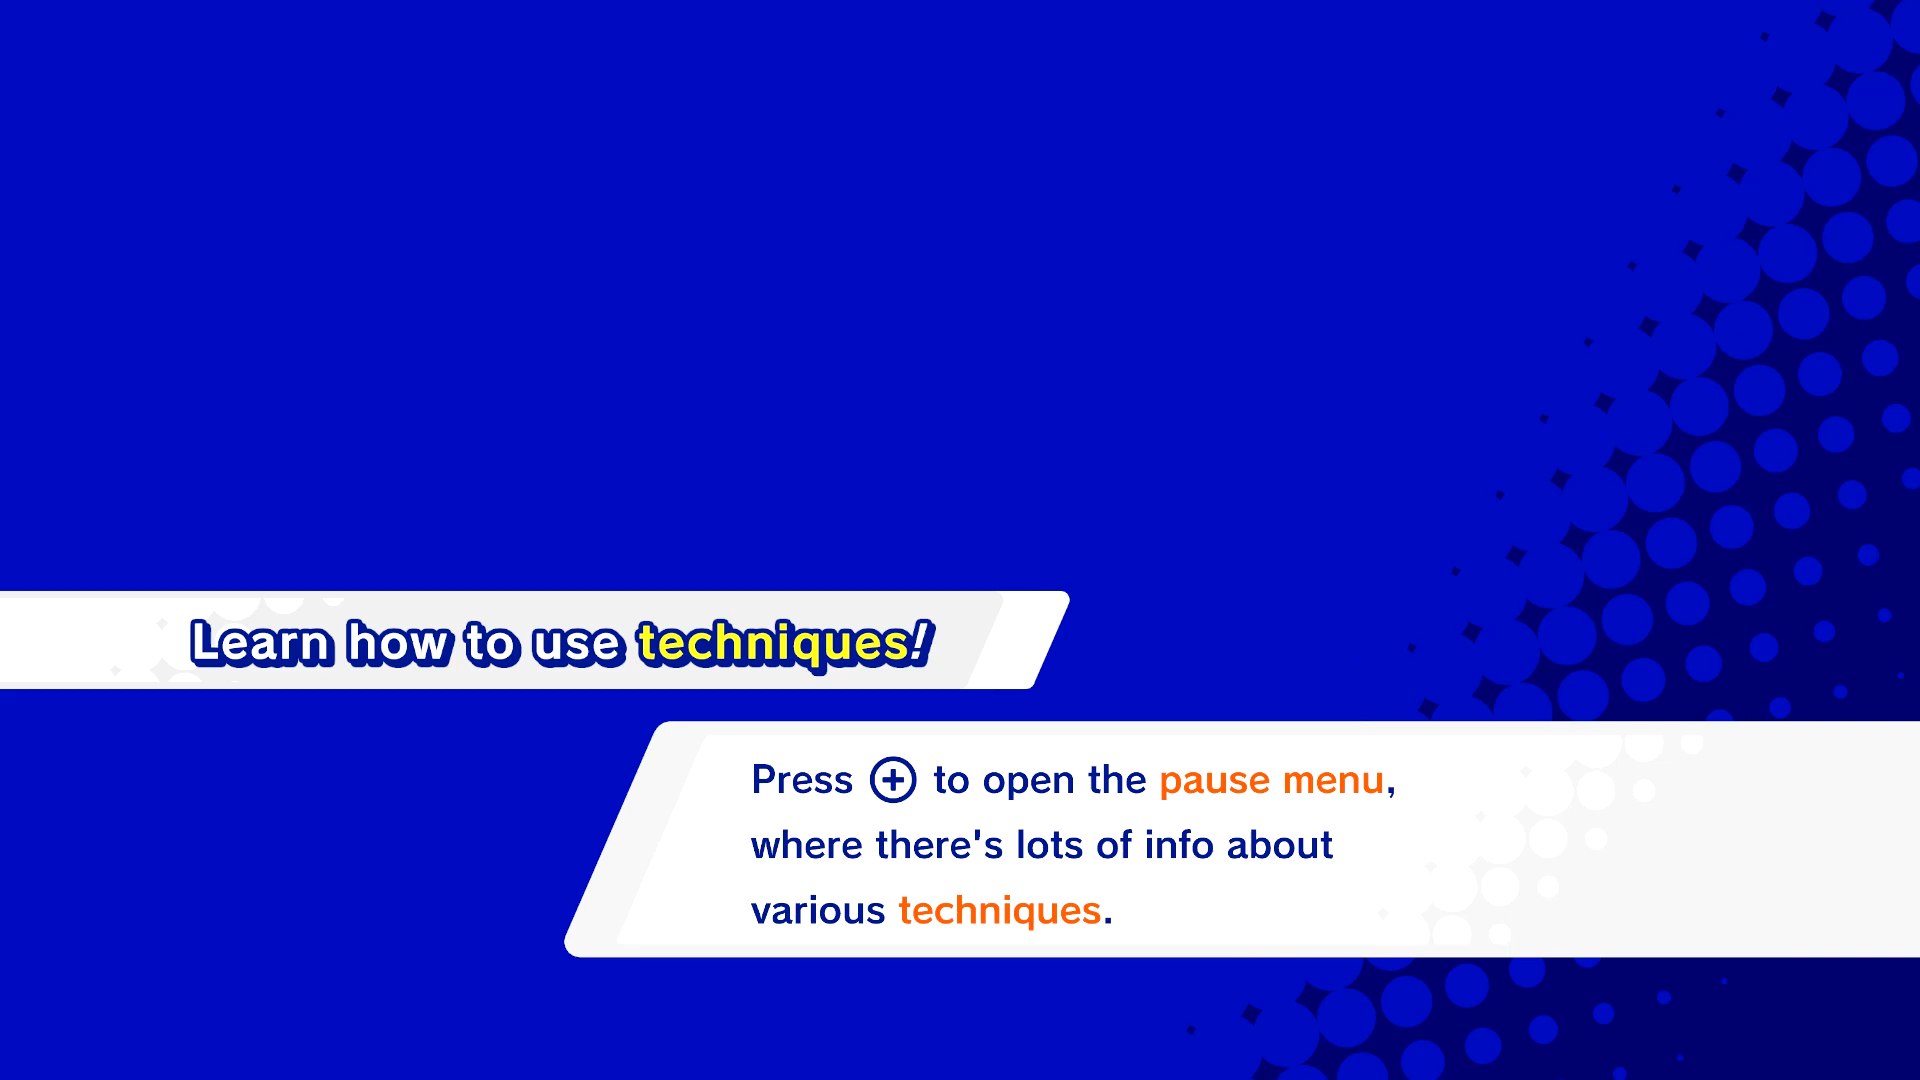 Learn how to use techniques!
Press ⊕ to open the pause menu,
where there's lots of info about
various techniques.